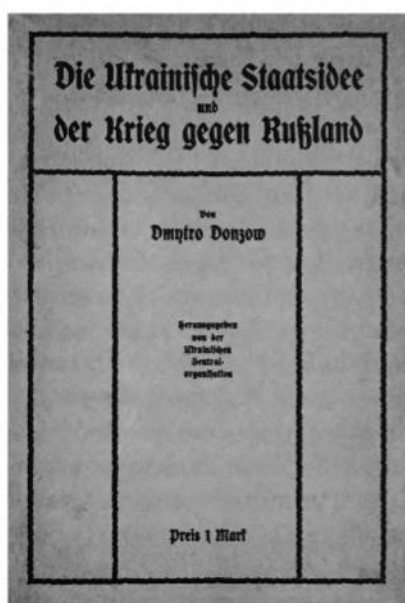 Die Ukrainische Staatsidee
und
der Krieg gegen Rußland
Von
Dmytro Donzow
Herausgegeben
von der
Ukrainischen
Zentral-
organisation
Preis 1 Mark